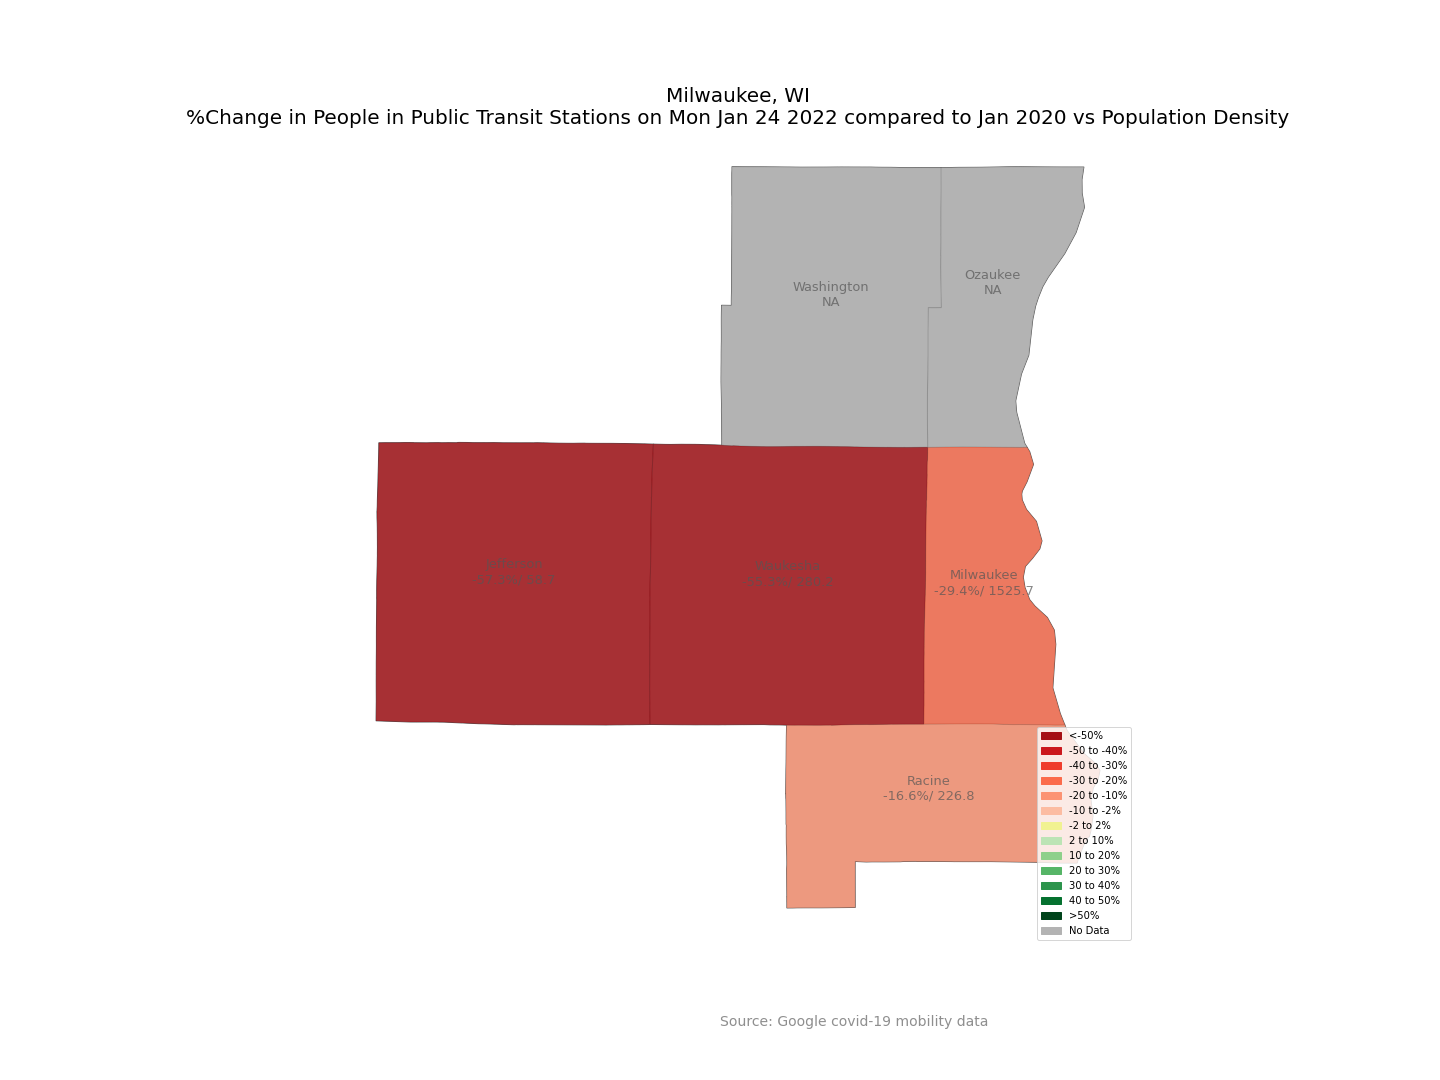 Milwaukee, WI
%Change in People in Public Transit Stations on Mon Jan 24 2022 compared to Jan 2020 vs Population Density
Washington
NA
Ozaukee
NA
Jefferson
Waukesha
Milwaukee
-29.4%/ 1525.7
Racine
-16.6%/ 226.8
<-50%
-50 to -40%
-40 to -30%
-30 to -20%
-20 to -10%
-10 to -2%
-2 to 2%
2 to 10%
10 to 20%
20 to 30%
30 to 40%
40 to 50%
>50%
No Data
Source: Google covid-19 mobility data